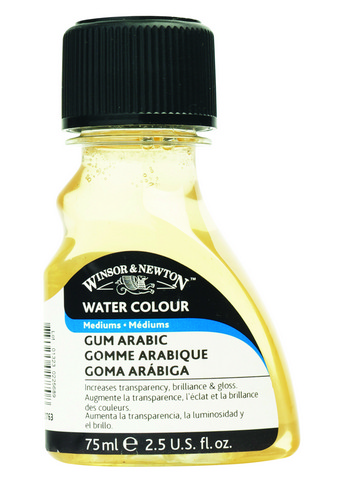 WINSOR & NEWTON™
WATER COLOUR
Mediums • Médiums
GUM ARABIC
GOMME ARABIQUE
GOMA ARÁBIGA
Increases transparency, brilliance & gloss.
Augmente la transparence, l'éclat et la brillance
des couleurs.
Aumenta la transparencia, la luminosidad y
el brillo.
75ml ℮ 2.5 U.S. fl. oz.